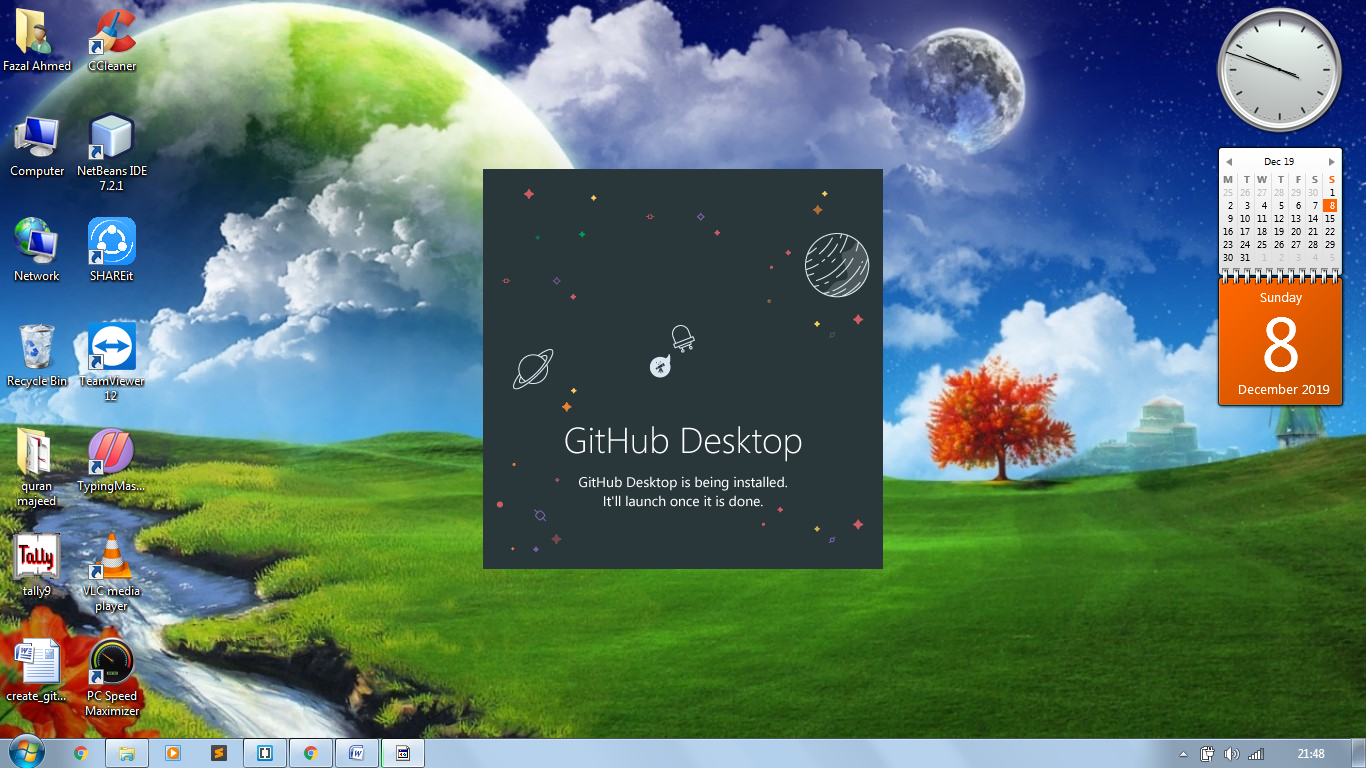 Fazal Ahmed
CCleaner
Computer
NetBeans IDE
7.2.1
Network
SHAREit
Recycle Bin
TeamViewer
12
quran
majeed
TypingMas...
Tally
tally9
VLC media
player
create_git...
PC Speed
Maximizer
GitHub Desktop
GitHub Desktop is being installed.
It'll launch once it is done.
Dec 19
M T W T F S S
25 26 27 28 29 30 1
2 3 4 5 6 7 8
9 10 11 12 13 14 15
16 17 18 19 20 21 22
23 24 25 26 27 28 29
30 31 1 2 3 4 5
Sunday
8
December 2019
21:48